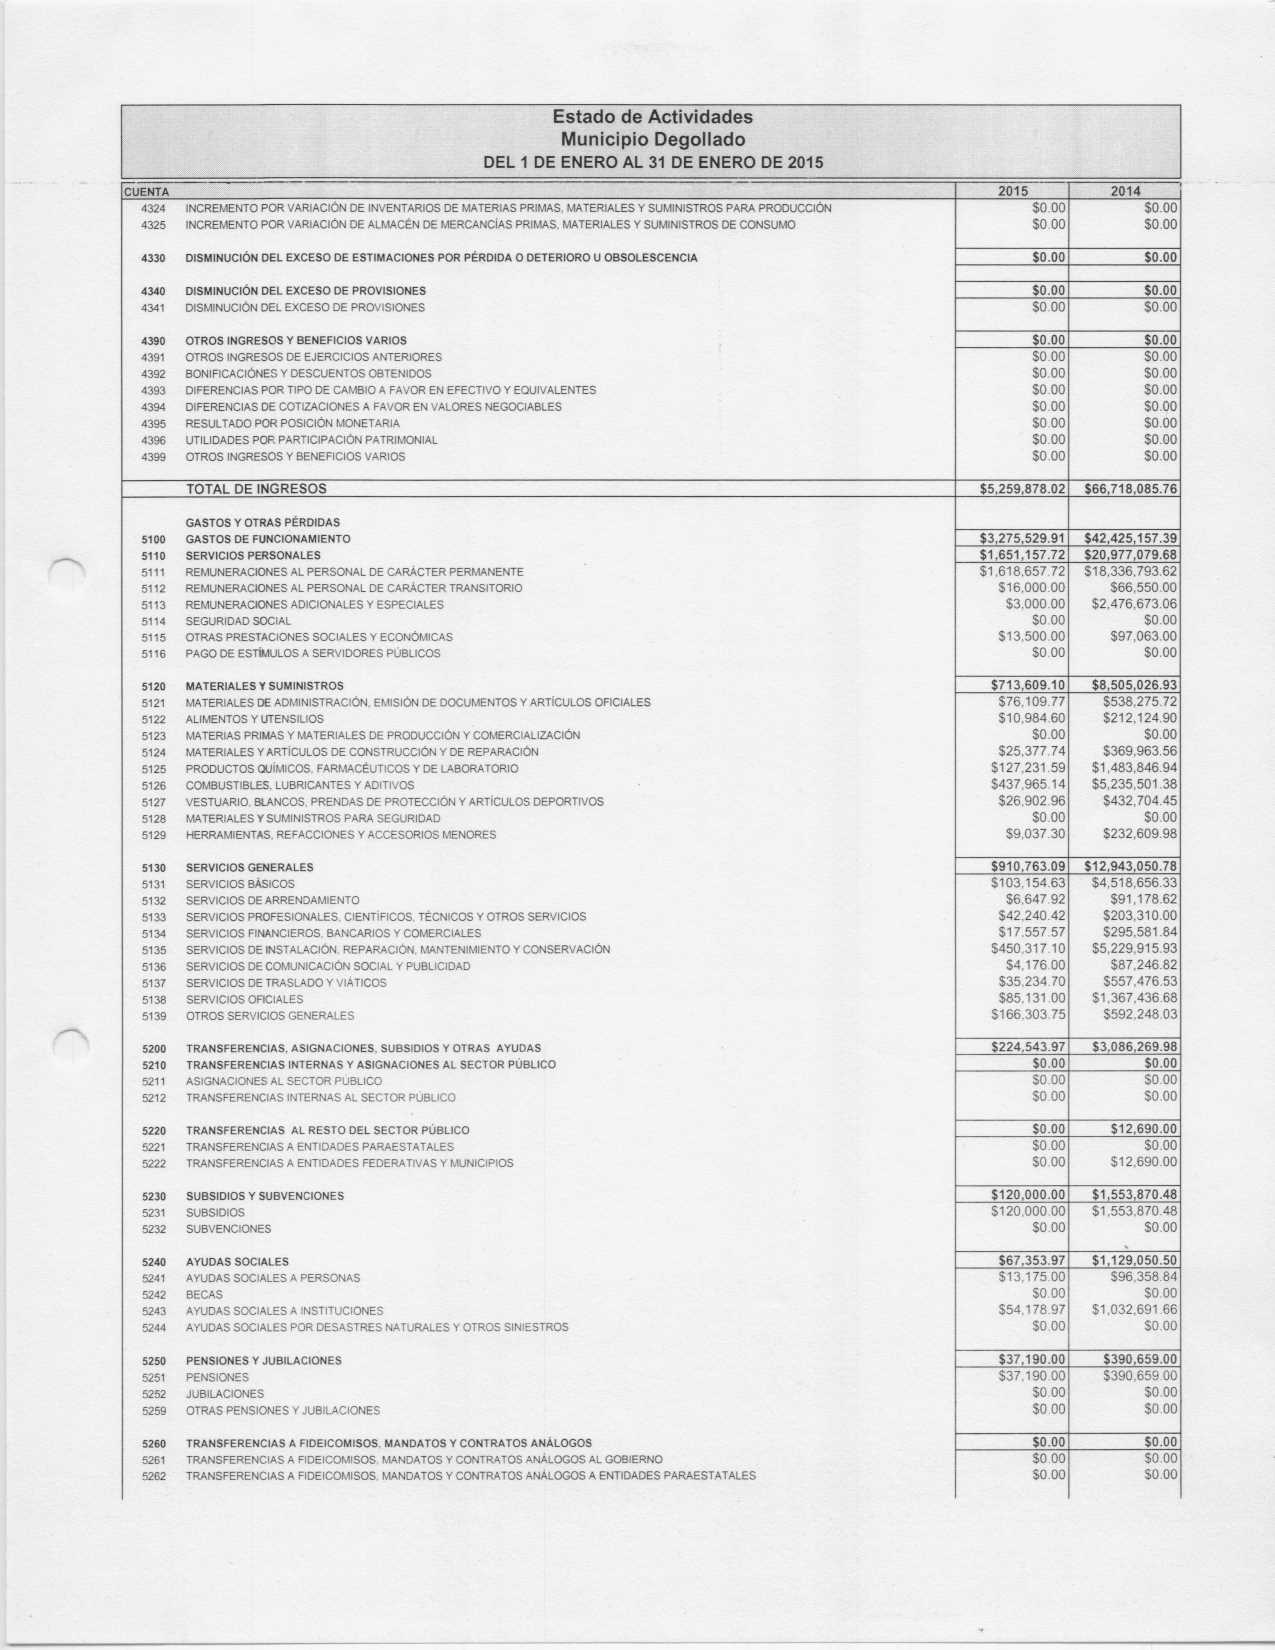 Estado de Actividades
Municipio Degollado
DEL 1 DE ENERO AL 31 DE ENERO DE 2015
CUENTA 2015 2014
4324 INCREMENTO POR VARIACIÓN DE INVENTARIOS DE MATERIAS PRIMAS, MATERIALES Y SUMINISTROS PARA PRODUCCIÓN $0.00 $0.00
4325 INCREMENTO POR VARIACIÓN DE ALMACÉN DE MERCANCÍAS PRIMAS, MATERIALES Y SUMINISTROS DE CONSUMO $0.00 $0.00
4330 DISMINUCIÓN DEL EXCESO DE ESTIMACIONES POR PÉRDIDA O DETERIORO U OBSOLESCENCIA $0.00 $0.00
4340 DISMINUCIÓN DEL EXCESO DE PROVISIONES $0.00 $0.00
4341 DISMINUCIÓN DEL EXCESO DE PROVISIONES $0.00 $0.00
4390 OTROS INGRESOS Y BENEFICIOS VARIOS $0.00 $0.00
4391 OTROS INGRESOS DE EJERCICIOS ANTERIORES $0.00 $0.00
4392 BONIFICACIÓNES Y DESCUENTOS OBTENIDOS $0.00 $0.00
4393 DIFERENCIAS POR TIPO DE CAMBIO A FAVOR EN EFECTIVO Y EQUIVALENTES $0.00 $0.00
4394 DIFERENCIAS DE COTIZACIONES A FAVOR EN VALORES NEGOCIABLES $0.00 $0.00
4395 RESULTADO POR POSICIÓN MONETARIA $0.00 $0.00
4396 UTILIDADES POR PARTICIPACIÓN PATRIMONIAL $0.00 $0.00
4399 OTROS INGRESOS Y BENEFICIOS VARIOS $0.00 $0.00
TOTAL DE INGRESOS $5,259,878.02 $66,718,085.76
GASTOS Y OTRAS PÉRDIDAS
5100 GASTOS DE FUNCIONAMIENTO $3,275,529.91 $42,425,157.39
5110 SERVICIOS PERSONALES $1,651,157.72 $20,977,079.68
5111 REMUNERACIONES AL PERSONAL DE CARÁCTER PERMANENTE $1,618,657.72 $18,336,793.62
5112 REMUNERACIONES AL PERSONAL DE CARÁCTER TRANSITORIO $16,000.00 $66,550.00
5113 REMUNERACIONES ADICIONALES Y ESPECIALES $3,000.00 $2,476,673.06
5114 SEGURIDAD SOCIAL $0.00 $0.00
5115 OTRAS PRESTACIONES SOCIALES Y ECONÓMICAS $13,500.00 $97,063.00
5116 PAGO DE ESTÍMULOS A SERVIDORES PÚBLICOS $0.00 $0.00
5120 MATERIALES Y SUMINISTROS $713,609.10 $8,505,026.93
5121 MATERIALES DE ADMINISTRACIÓN, EMISIÓN DE DOCUMENTOS Y ARTÍCULOS OFICIALES $76,109.77 $538,275.72
5122 ALIMENTOS Y UTENSILIOS $10,984.60 $212,124.90
5123 MATERIAS PRIMAS Y MATERIALES DE PRODUCCIÓN Y COMERCIALIZACIÓN $0.00 $0.00
5124 MATERIALES Y ARTÍCULOS DE CONSTRUCCIÓN Y DE REPARACIÓN $25,377.74 $369,963.56
5125 PRODUCTOS QUÍMICOS, FARMACÉUTICOS Y DE LABORATORIO $127,231.59 $1,483,846.94
5126 COMBUSTIBLES, LUBRICANTES Y ADITIVOS $437,965.14 $5,235,501.38
5127 VESTUARIO, BLANCOS, PRENDAS DE PROTECCIÓN Y ARTÍCULOS DEPORTIVOS $26,902.96 $432,704.45
5128 MATERIALES Y SUMINISTROS PARA SEGURIDAD $0.00 $0.00
5129 HERRAMIENTAS, REFACCIONES Y ACCESORIOS MENORES $9,037.30 $232,609.98
5130 SERVICIOS GENERALES $910,763.09 $12,943,050.78
5131 SERVICIOS BÁSICOS $103,154.63 $4,518,656.33
5132 SERVICIOS DE ARRENDAMIENTO $6,647.92 $91,178.62
5133 SERVICIOS PROFESIONALES, CIENTÍFICOS, TÉCNICOS Y OTROS SERVICIOS $42,240.42 $203,310.00
5134 SERVICIOS FINANCIEROS, BANCARIOS Y COMERCIALES $17,557.57 $295,581.84
5135 SERVICIOS DE INSTALACIÓN, REPARACIÓN, MANTENIMIENTO Y CONSERVACIÓN $450,317.10 $5,229,915.93
5136 SERVICIOS DE COMUNICACIÓN SOCIAL Y PUBLICIDAD $4,176.00 $87,246.82
5137 SERVICIOS DE TRASLADO Y VIÁTICOS $35,234.70 $557,476.53
5138 SERVICIOS OFICIALES $85,131.00 $1,367,436.68
5139 OTROS SERVICIOS GENERALES $166,303.75 $592,248.03
5200 TRANSFERENCIAS, ASIGNACIONES, SUBSIDIOS Y OTRAS AYUDAS $224,543.97 $3,086,269.98
5210 TRANSFERENCIAS INTERNAS Y ASIGNACIONES AL SECTOR PÚBLICO $0.00 $0.00
5211 ASIGNACIONES AL SECTOR PÚBLICO $0.00 $0.00
5212 TRANSFERENCIAS INTERNAS AL SECTOR PÚBLICO $0.00 $0.00
5220 TRANSFERENCIAS AL RESTO DEL SECTOR PÚBLICO $0.00 $12,690.00
5221 TRANSFERENCIAS A ENTIDADES PARAESTATALES $0.00 $0.00
5222 TRANSFERENCIAS A ENTIDADES FEDERATIVAS Y MUNICIPIOS $0.00 $12,690.00
5230 SUBSIDIOS Y SUBVENCIONES $120,000.00 $1,553,870.48
5231 SUBSIDIOS $120,000.00 $1,553,870.48
5232 SUBVENCIONES $0.00 $0.00
5240 AYUDAS SOCIALES $67,353.97 $1,129,050.50
5241 AYUDAS SOCIALES A PERSONAS $13,175.00 $96,358.84
5242 BECAS $0.00 $0.00
5243 AYUDAS SOCIALES A INSTITUCIONES $54,178.97 $1,032,691.66
5244 AYUDAS SOCIALES POR DESASTRES NATURALES Y OTROS SINIESTROS $0.00 $0.00
5250 PENSIONES Y JUBILACIONES $37,190.00 $390,659.00
5251 PENSIONES $37,190.00 $390,659.00
5252 JUBILACIONES $0.00 $0.00
5259 OTRAS PENSIONES Y JUBILACIONES $0.00 $0.00
5260 TRANSFERENCIAS A FIDEICOMISOS, MANDATOS Y CONTRATOS ANÁLOGOS $0.00 $0.00
5261 TRANSFERENCIAS A FIDEICOMISOS, MANDATOS Y CONTRATOS ANÁLOGOS AL GOBIERNO $0.00 $0.00
5262 TRANSFERENCIAS A FIDEICOMISOS, MANDATOS Y CONTRATOS ANÁLOGOS A ENTIDADES PARAESTATALES $0.00 $0.00